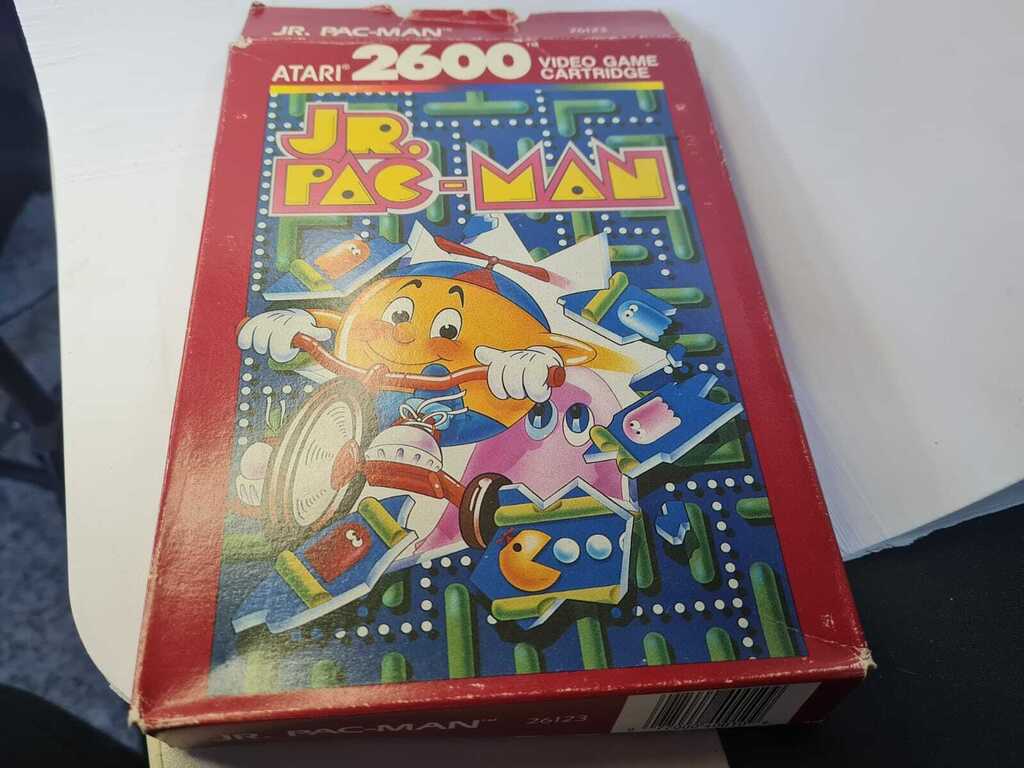 JR. PAC-MAN™ 26123
ATARI® 2600™ VIDEO GAME CARTRIDGE
JR.
PAC-MAN
JR. PAC-MAN™ 26123